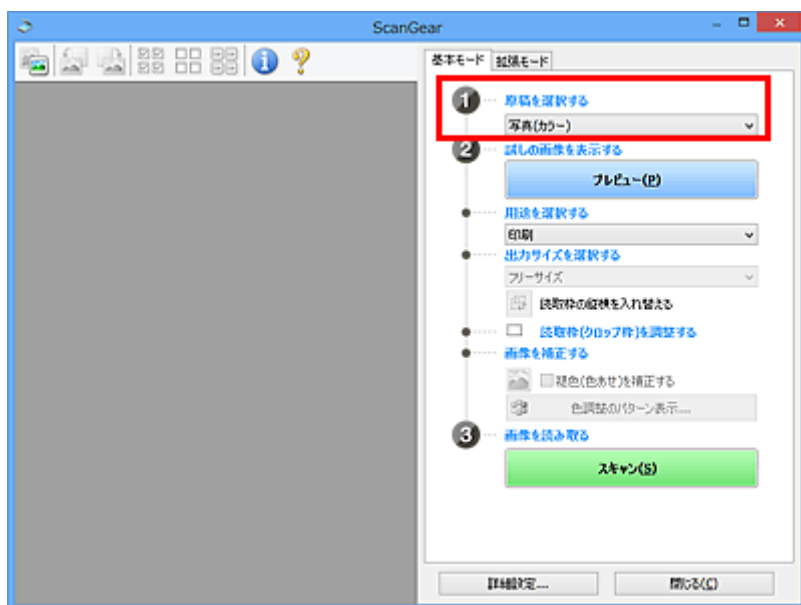 ScanGear
基本モード 拡張モード
1 原稿を選択する
写真(カラー)
2 試しの画像を表示する
プレビュー(P)
用途を選択する
印刷
出力サイズを選択する
フリーサイズ
読取枠の縦横を入れ替える
読取枠(クロップ枠)を調整する
画像を補正する
褪色(色あせ)を補正する
色調整のパターン表示...
3 画像を読み取る
スキャン(S)
詳細設定... 閉じる(C)